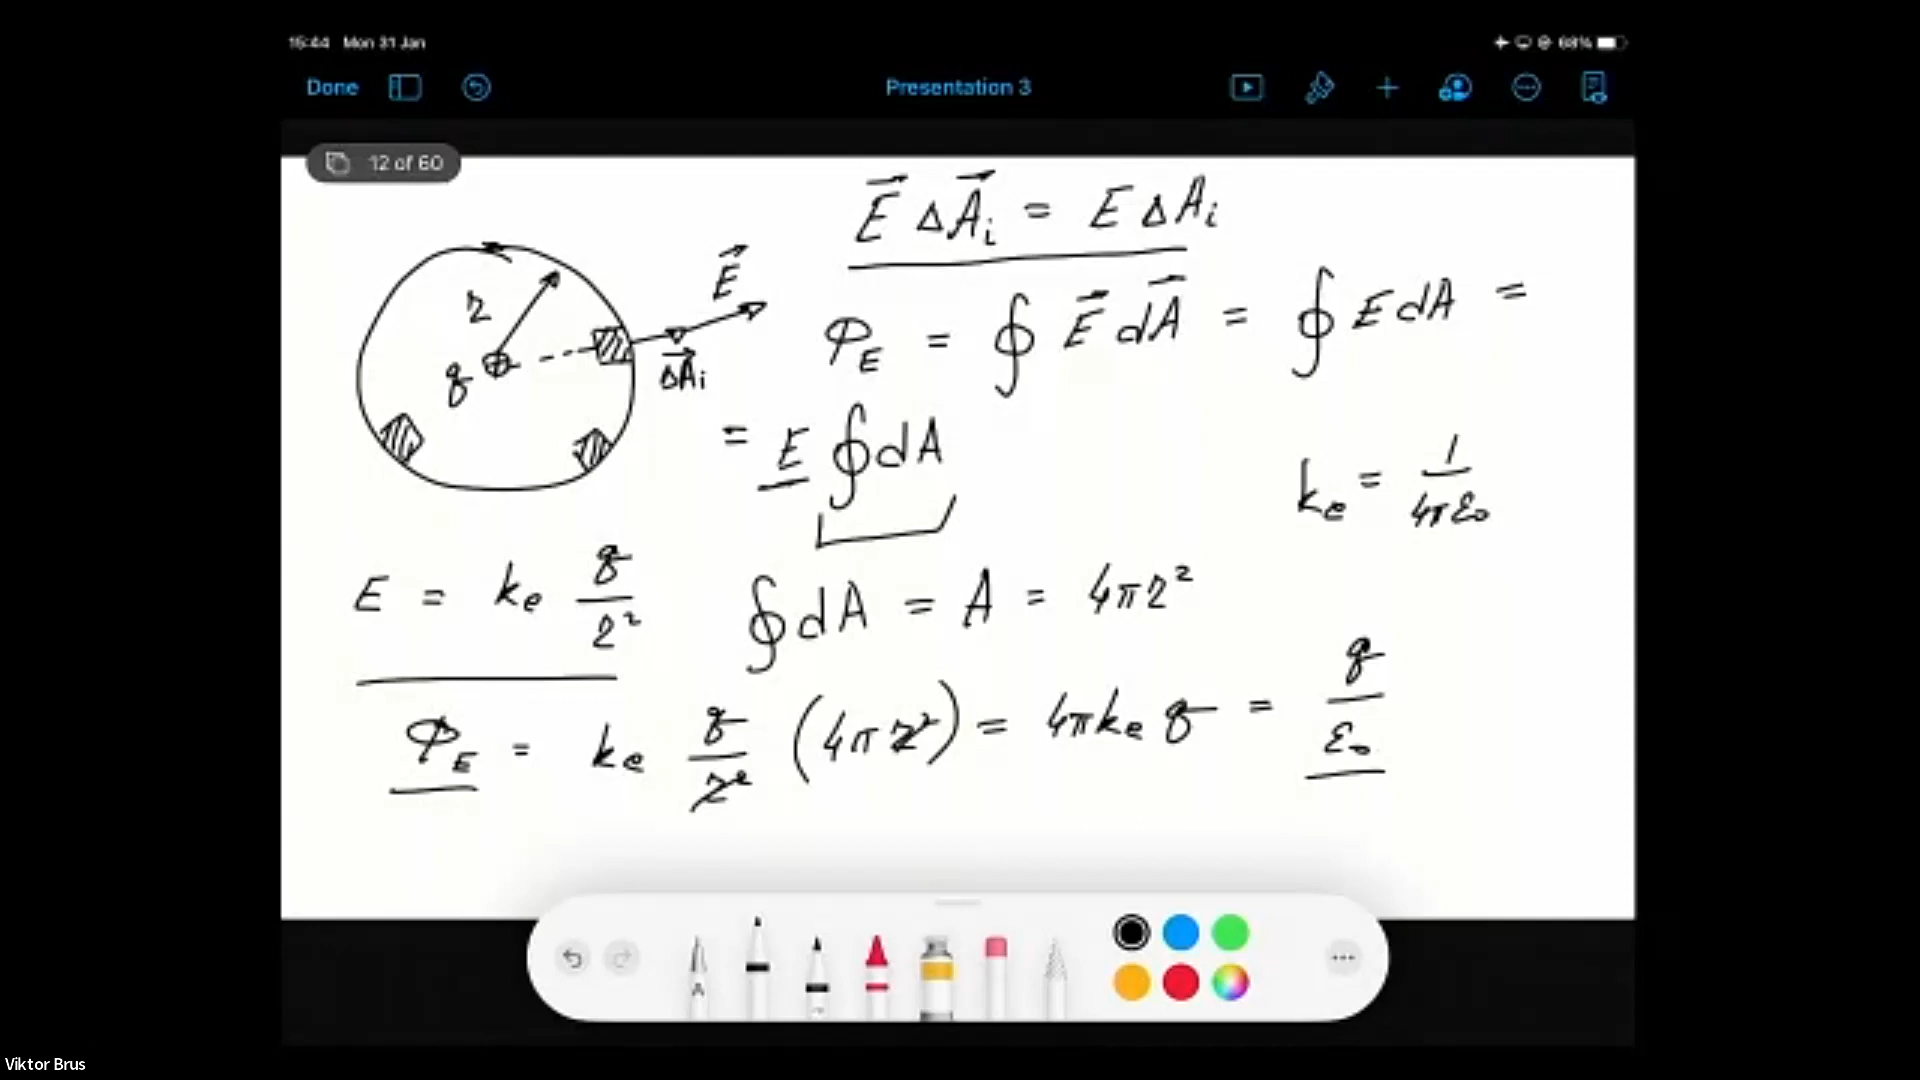 15:44 Mon 31 Jan
68%
Done
Presentation 3
12 of 60
E⃗ ΔA⃗ᵢ = E ΔAᵢ
r
q
E⃗
ΔA⃗ᵢ
Φ_E = ∮ E⃗ dA⃗ = ∮ E dA =
= E ∮ dA
kₑ = 1/4πε₀
E = kₑ q/r²
∮ dA = A = 4πr²
Φ_E = kₑ q/r² (4πr²) = 4πkₑ q = q/ε₀
A
Viktor Brus